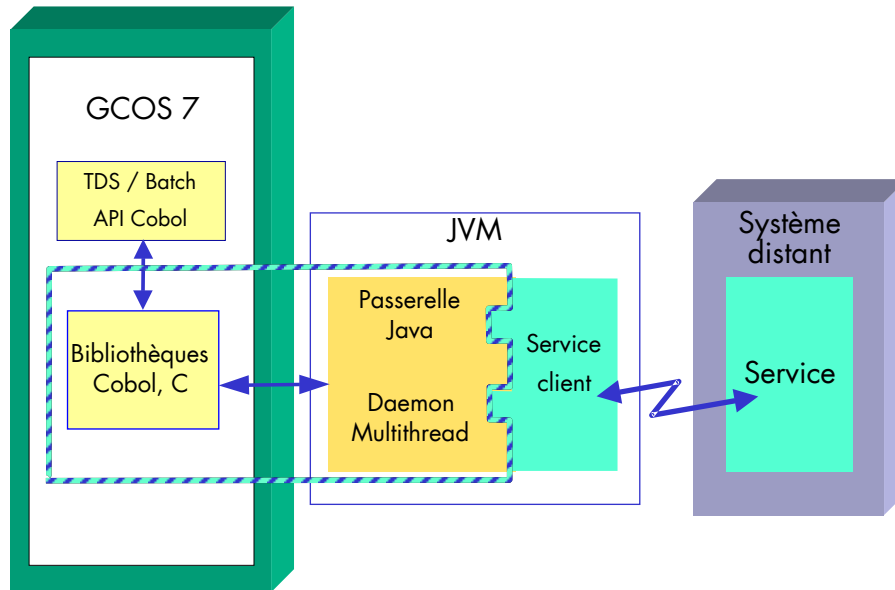 GCOS 7
TDS / Batch
API Cobol
Bibliothèques
Cobol, C
JVM
Passerelle
Java
Daemon
Multithread
Service
client
Système
distant
Service